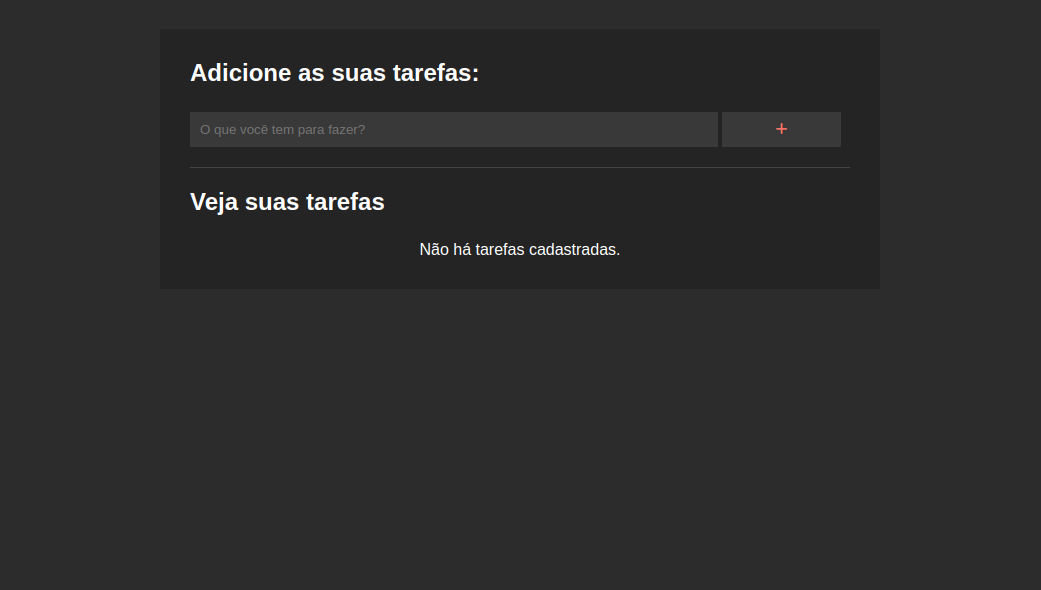 Adicione as suas tarefas:
O que você tem para fazer?
+
Veja suas tarefas
Não há tarefas cadastradas.